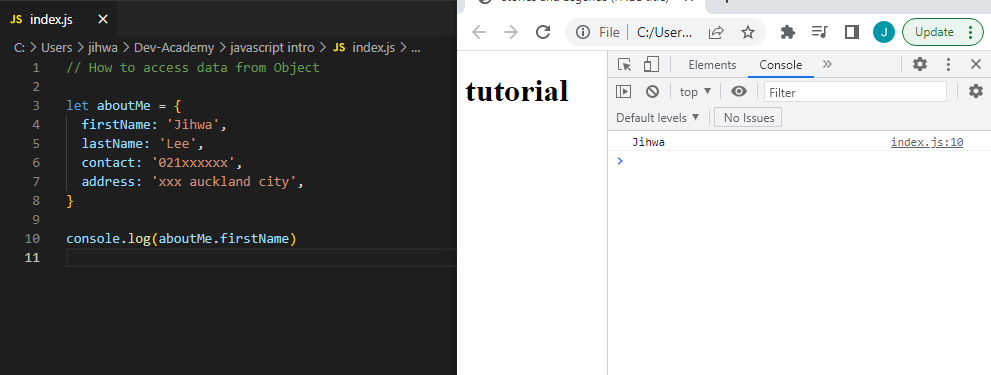 JS index.js
C: > Users > jihwa > Dev-Academy > javascript intro > JS index.js > ...
1 // How to access data from Object
2
3 let aboutMe = {
4 firstName: 'Jihwa',
5 lastName: 'Lee',
6 contact: '021xxxxxx',
7 address: 'xxx auckland city',
8 }
9
10 console.log(aboutMe.firstName)
11
File C:/User... J Update
tutorial
Elements Console »
top Filter
Default levels No Issues
Jihwa index.js:10
>